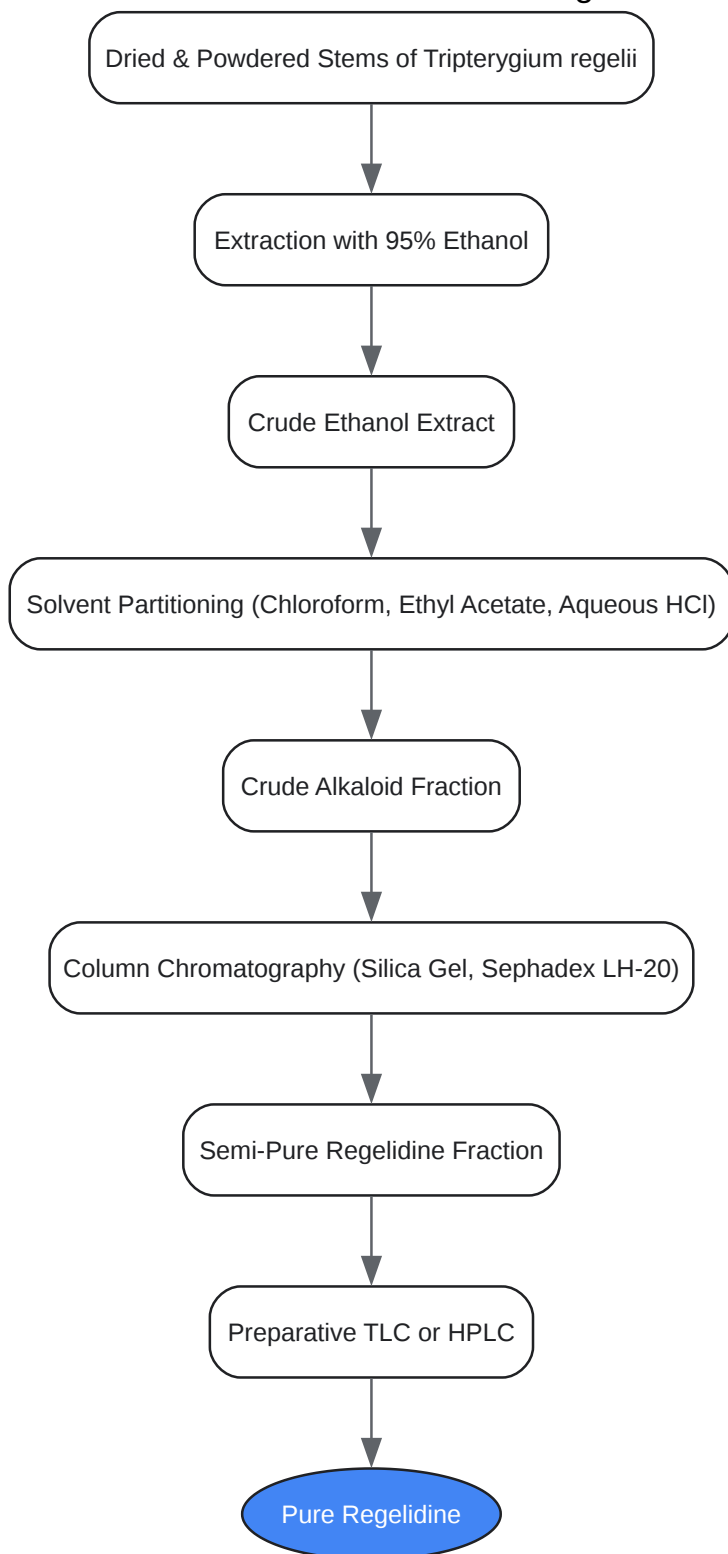 Dried & Powdered Stems of Tripterygium regelii
Extraction with 95% Ethanol
Crude Ethanol Extract
Solvent Partitioning (Chloroform, Ethyl Acetate, Aqueous HCl)
Crude Alkaloid Fraction
Column Chromatography (Silica Gel, Sephadex LH-20)
Semi-Pure Regelidine Fraction
Preparative TLC or HPLC
Pure Regelidine